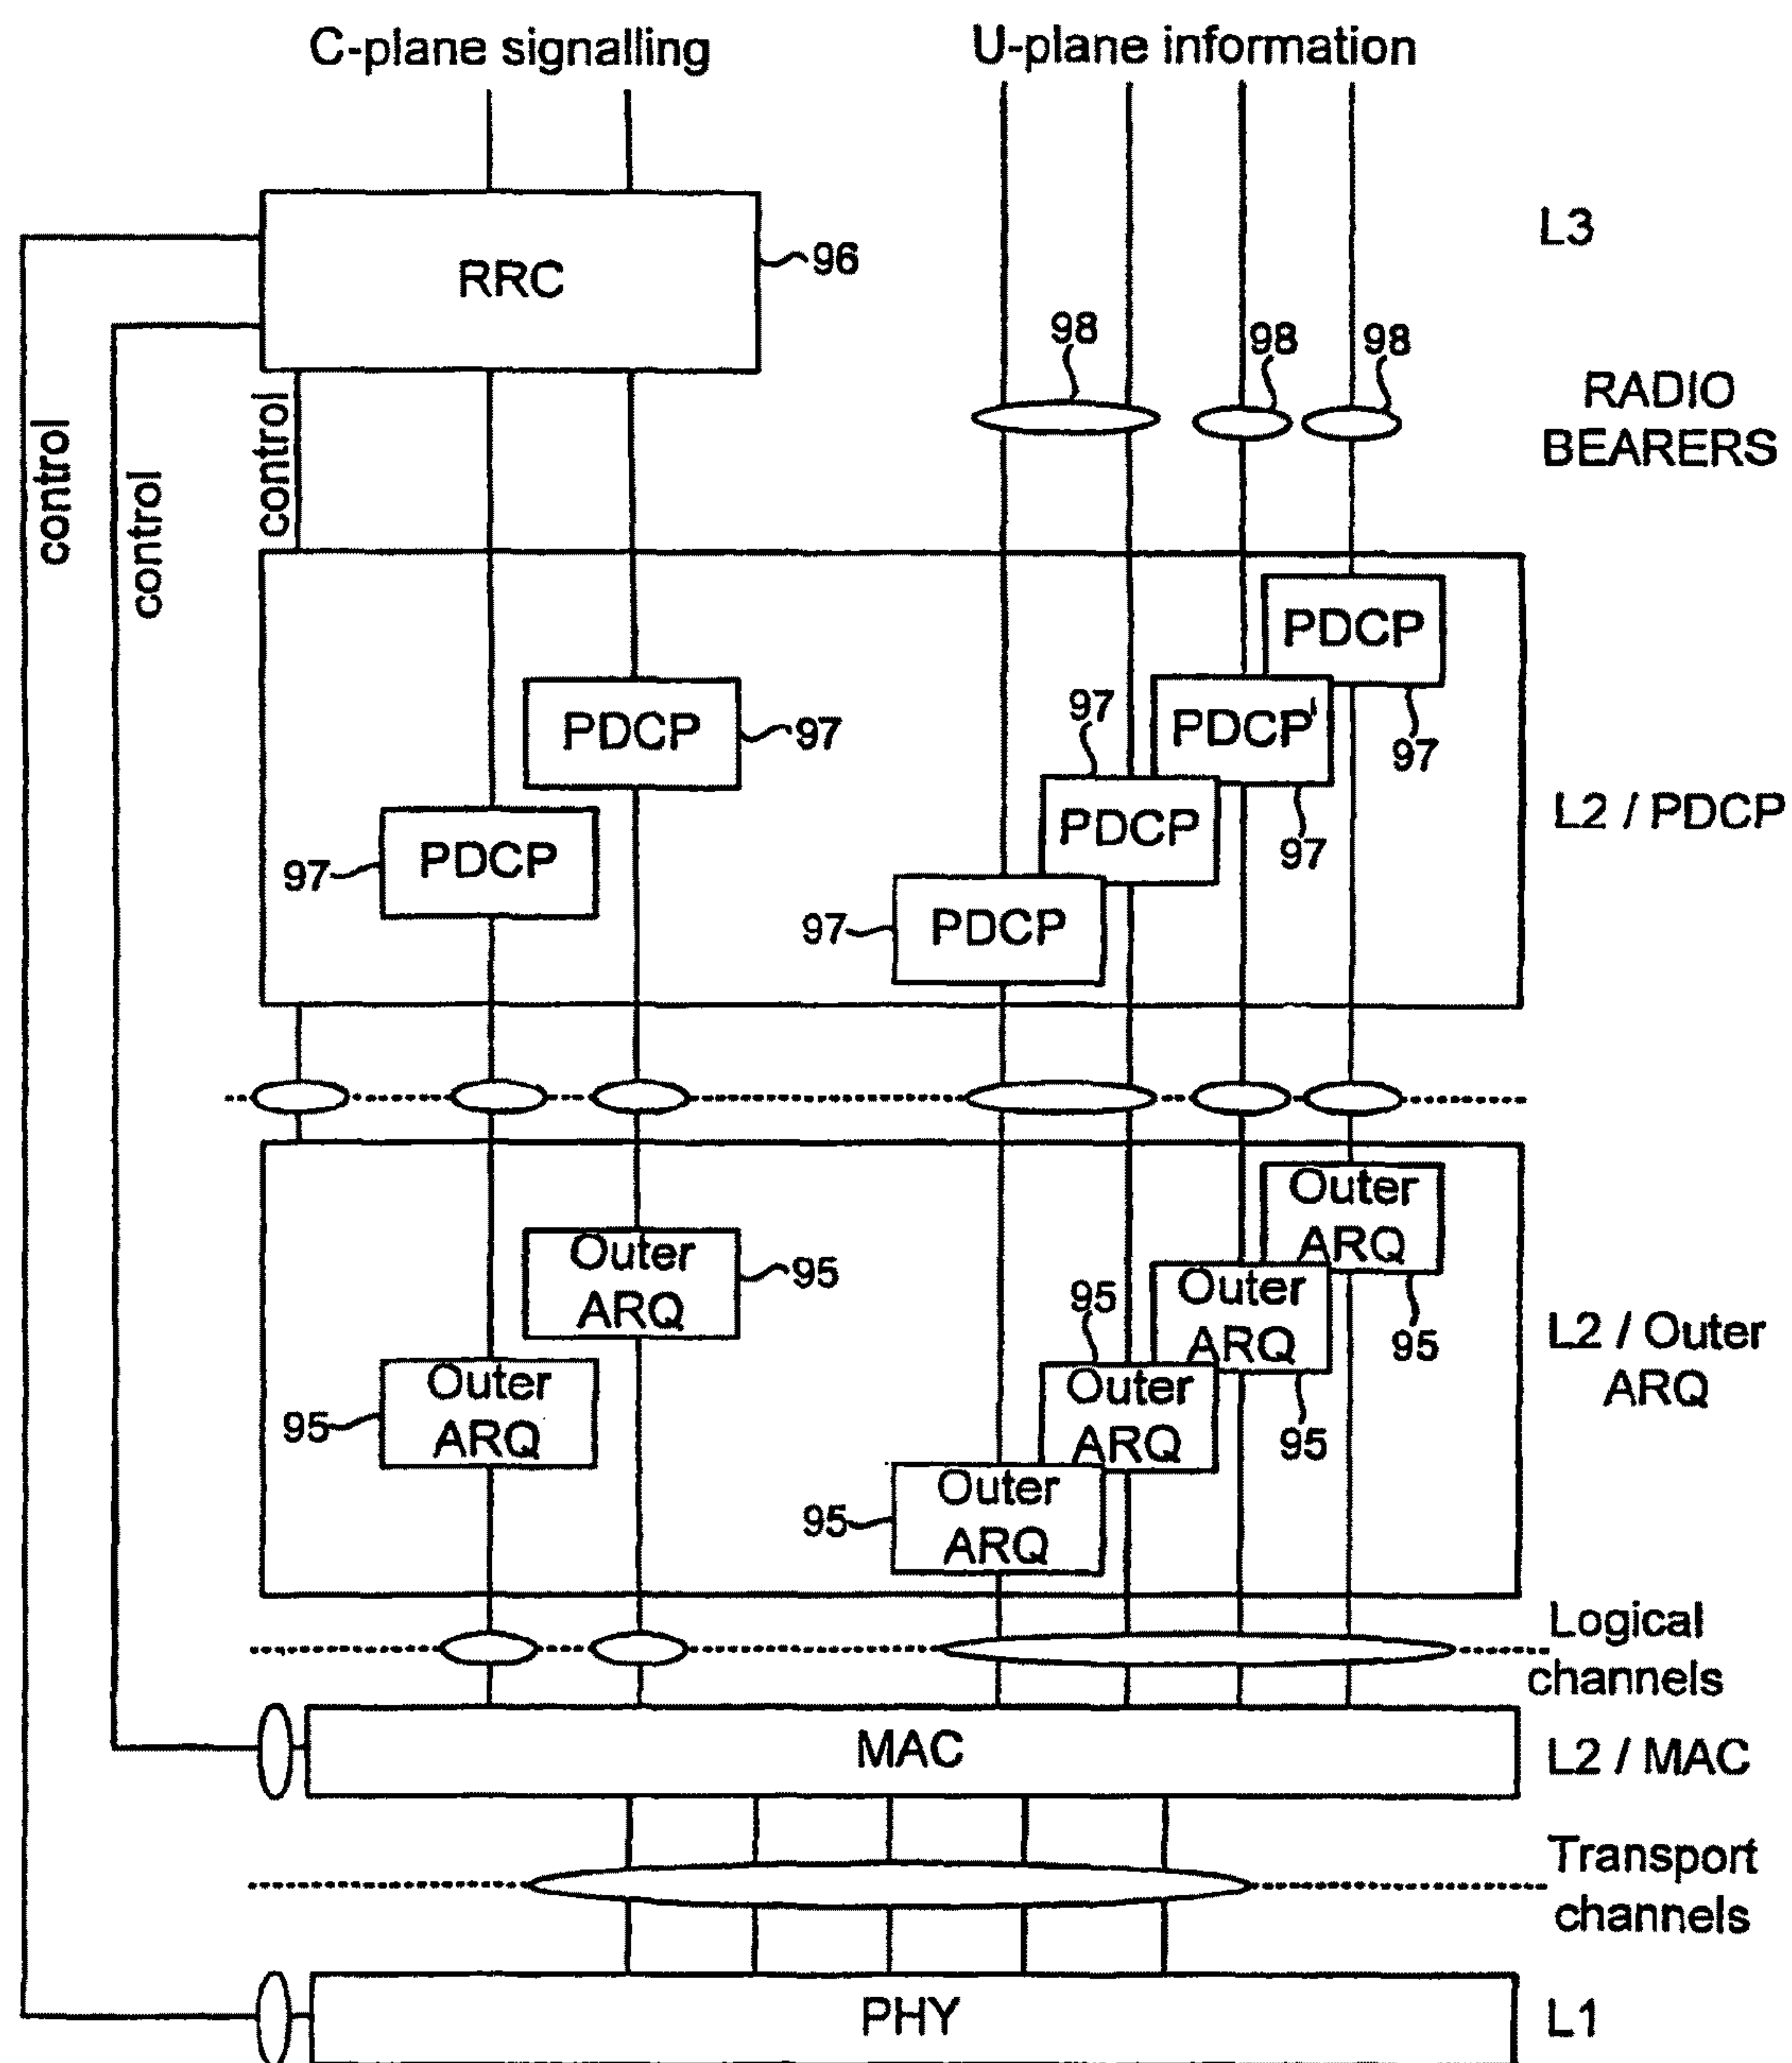 C-plane signalling
U-plane information
RRC
96
L3
98
98
98
RADIO
BEARERS
control
control
control
PDCP
97
PDCP
97
97
PDCP
97
PDCP
97
PDCP
97
PDCP
97
L2 / PDCP
Outer
ARQ
95
Outer
ARQ
95
Outer
ARQ
95
Outer
ARQ
95
Outer
ARQ
95
Outer
ARQ
95
L2 / Outer
ARQ
Logical
channels
MAC
L2 / MAC
Transport
channels
PHY
L1